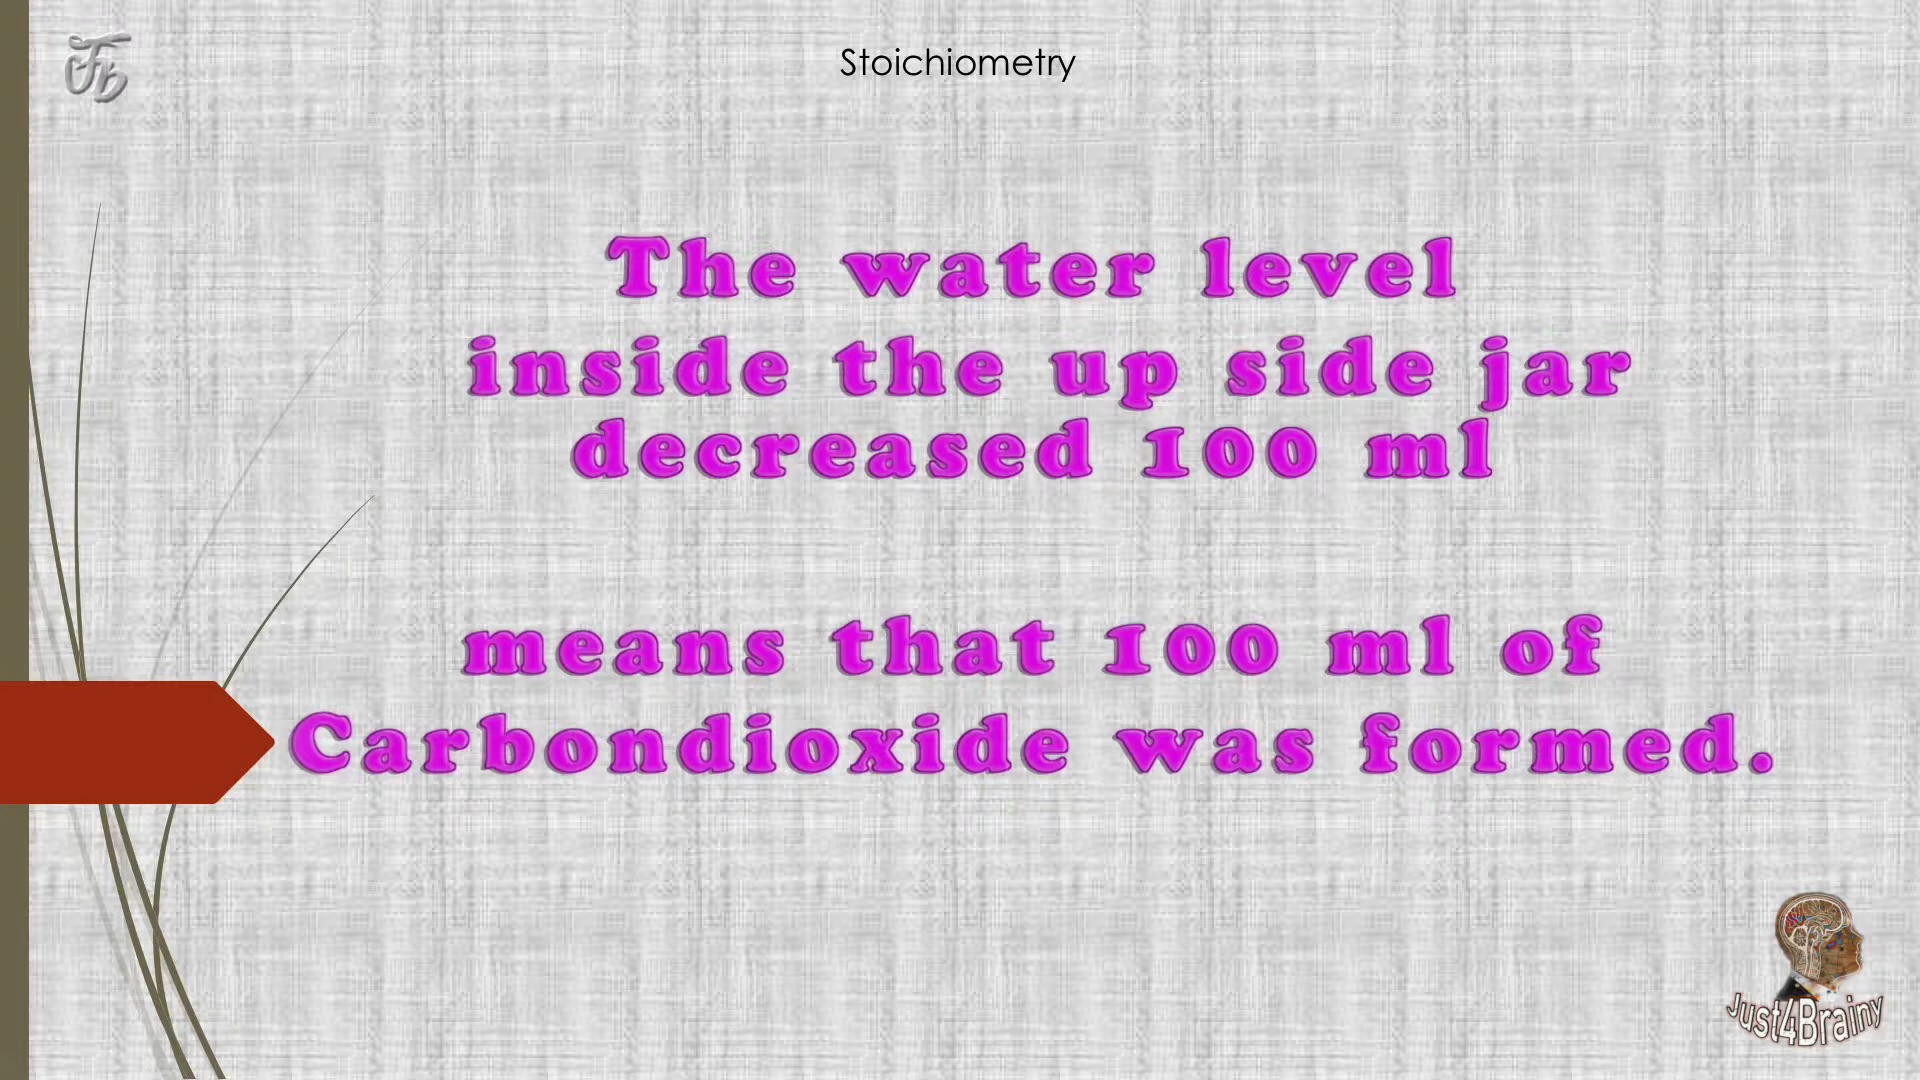 Stoichiometry
The water level
inside the up side jar
decreased 100 ml
means that 100 ml of
Carbondioxide was formed.
Just4Brainy